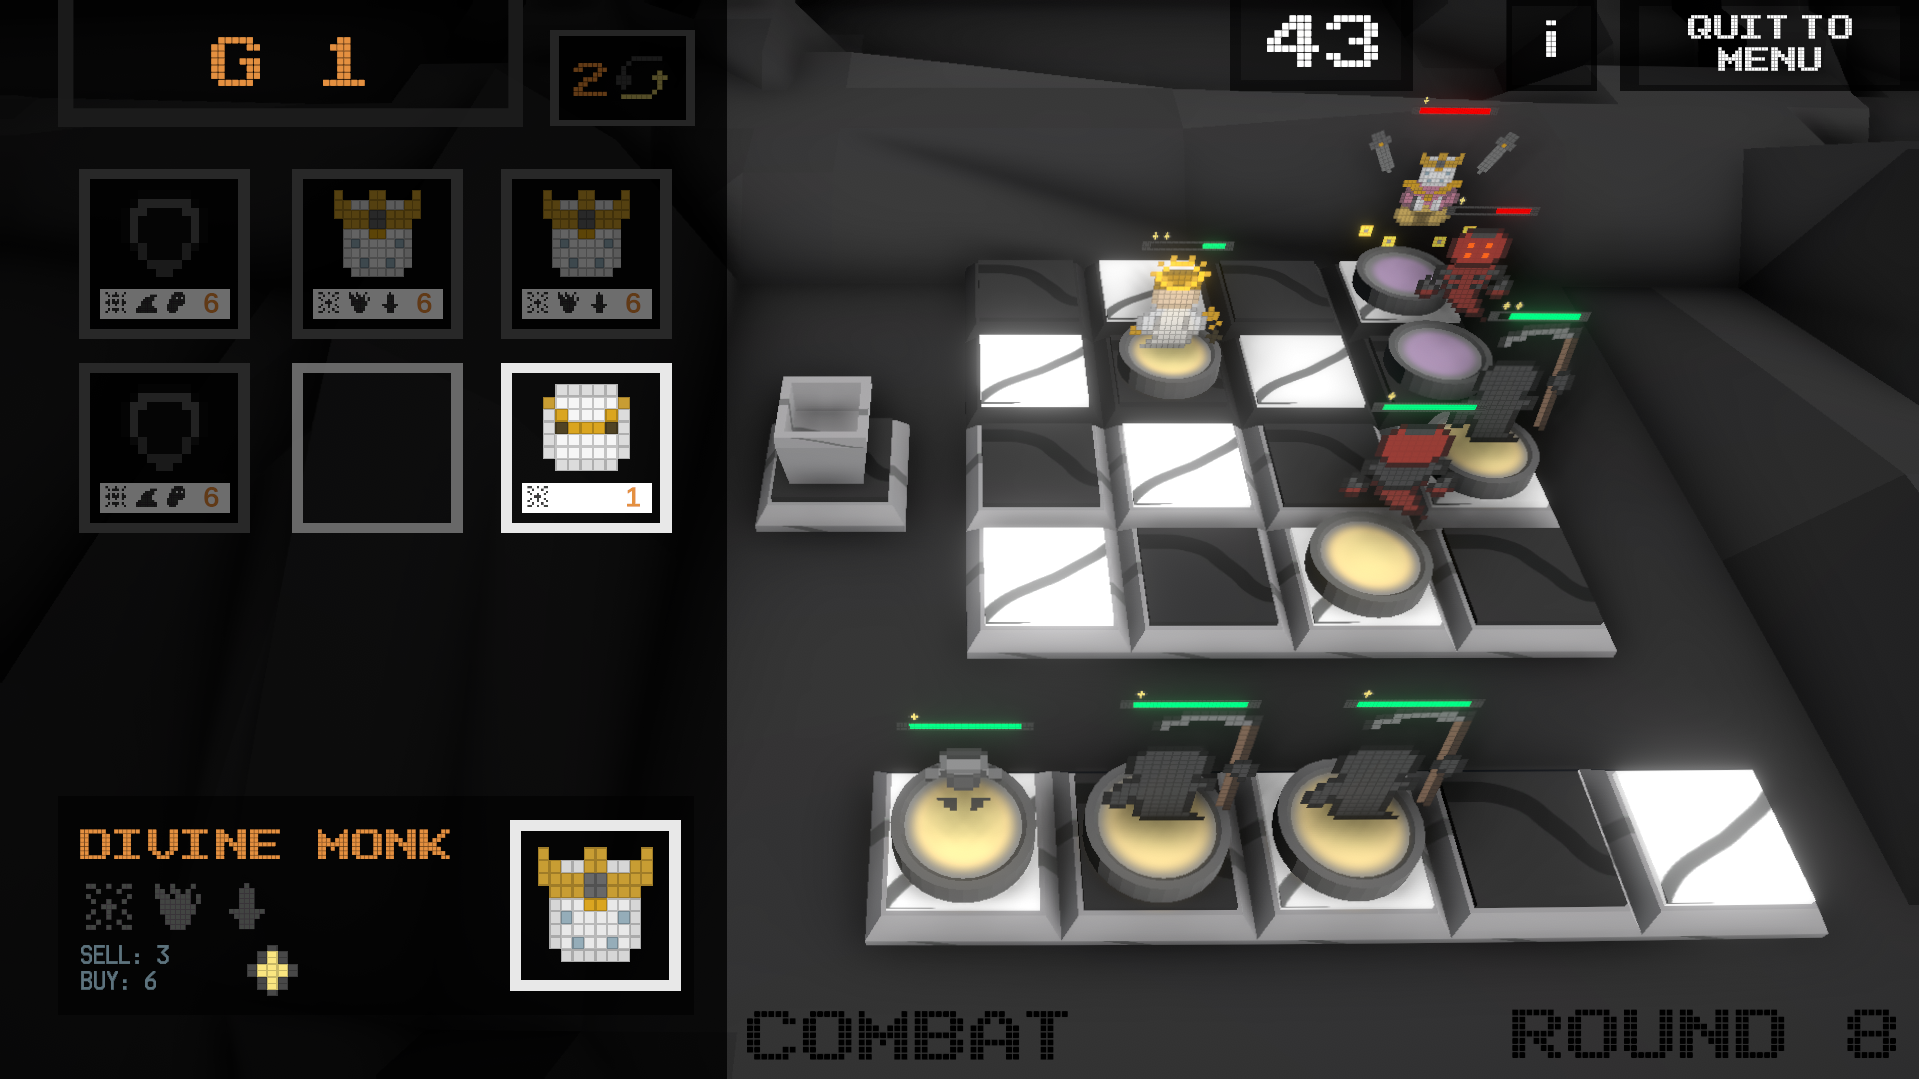 G 1
2
43
i
QUIT TO
MENU
6
6
6
6
1
DIVINE MONK
SELL: 3
BUY: 6
COMBAT
ROUND 8